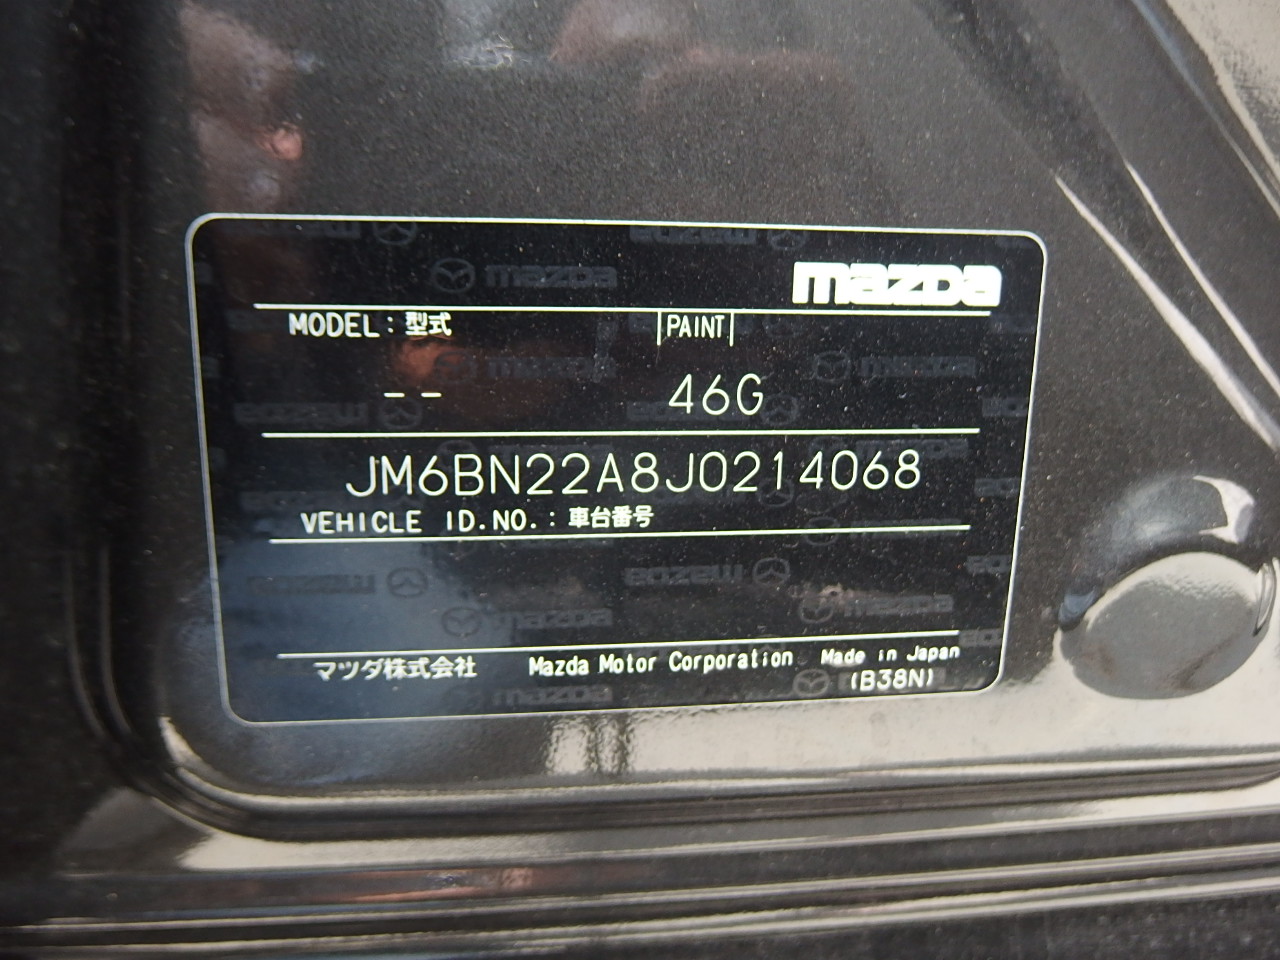 mazda
MODEL : 型式 PAINT
-- 46G
JM6BN22A8J0214068
VEHICLE ID.NO. : 車台番号
マツダ株式会社 Mazda Motor Corporation Made in Japan
(B38N)